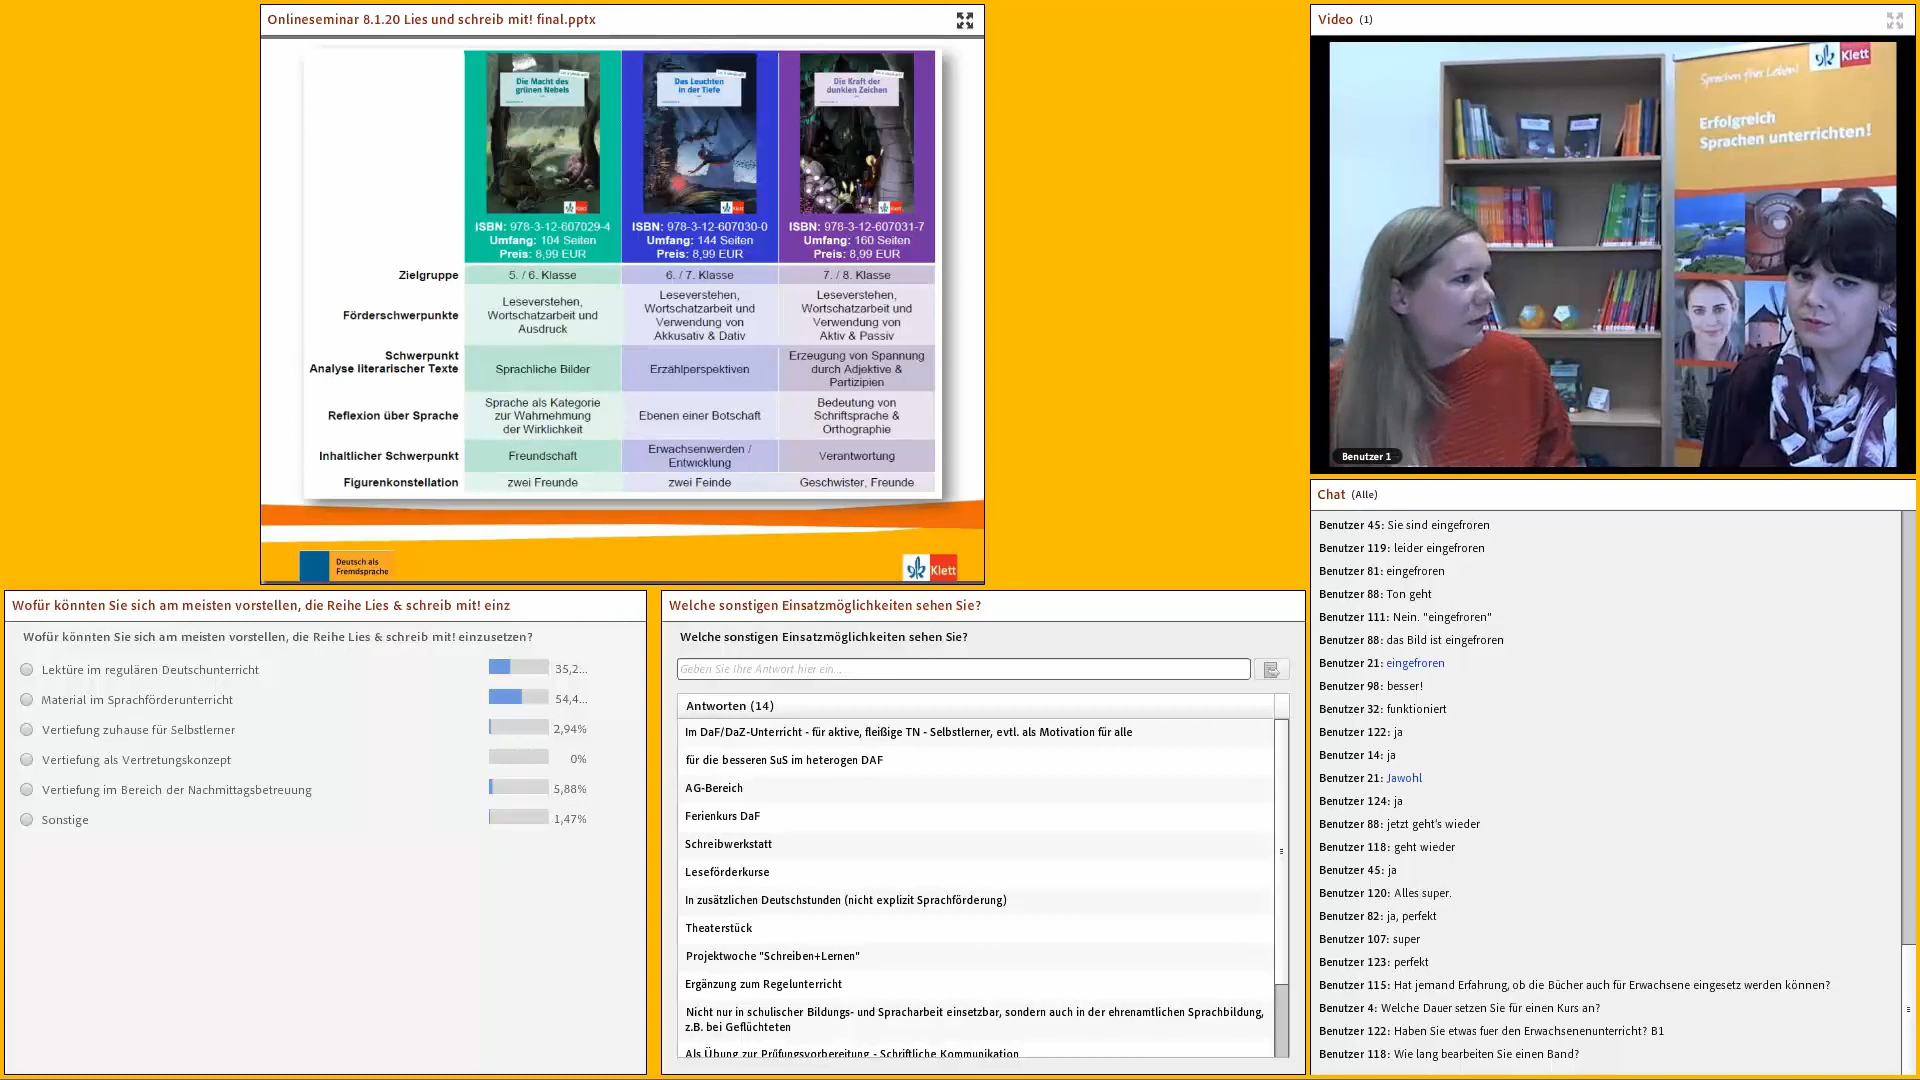 Onlineseminar 8.1.20 Lies und schreib mit! final.pptx
Die Macht des
grünen Nebels
Das Leuchten
in der Tiefe
Die Kraft der
dunklen Zeichen
Klett
Klett
Klett
ISBN: 978-3-12-607029-4
Umfang: 104 Seiten
Preis: 8,99 EUR
ISBN: 978-3-12-607030-0
Umfang: 144 Seiten
Preis: 8,99 EUR
ISBN: 978-3-12-607031-7
Umfang: 160 Seiten
Preis: 8,99 EUR
Zielgruppe
5. / 6. Klasse
6. / 7. Klasse
7. / 8. Klasse
Förderschwerpunkte
Leseverstehen,
Wortschatzarbeit und
Ausdruck
Leseverstehen,
Wortschatzarbeit und
Verwendung von
Akkusativ & Dativ
Leseverstehen,
Wortschatzarbeit und
Verwendung von
Aktiv & Passiv
Schwerpunkt
Analyse literarischer Texte
Sprachliche Bilder
Erzählperspektiven
Erzeugung von Spannung
durch Adjektive &
Partizipien
Reflexion über Sprache
Sprache als Kategorie
zur Wahrnehmung
der Wirklichkeit
Ebenen einer Botschaft
Bedeutung von
Schriftsprache &
Orthographie
Inhaltlicher Schwerpunkt
Freundschaft
Erwachsenwerden /
Entwicklung
Verantwortung
Figurenkonstellation
zwei Freunde
zwei Feinde
Geschwister, Freunde
Deutsch als
Fremdsprache
Klett
Video (1)
Sprachen fürs Leben!
Klett
Erfolgreich
Sprachen unterrichten!
Benutzer 1
Wofür könnten Sie sich am meisten vorstellen, die Reihe Lies & schreib mit! einz
Wofür könnten Sie sich am meisten vorstellen, die Reihe Lies & schreib mit! einzusetzen?
Lektüre im regulären Deutschunterricht 35,2...
Material im Sprachförderunterricht 54,4...
Vertiefung zuhause für Selbstlerner 2,94%
Vertiefung als Vertretungskonzept 0%
Vertiefung im Bereich der Nachmittagsbetreuung 5,88%
Sonstige 1,47%
Welche sonstigen Einsatzmöglichkeiten sehen Sie?
Welche sonstigen Einsatzmöglichkeiten sehen Sie?
Geben Sie Ihre Antwort hier ein...
Antworten (14)
Im DaF/DaZ-Unterricht - für aktive, fleißige TN - Selbstlerner, evtl. als Motivation für alle
für die besseren SuS im heterogen DAF
AG-Bereich
Ferienkurs DaF
Schreibwerkstatt
Leseförderkurse
In zusätzlichen Deutschstunden (nicht explizit Sprachförderung)
Theaterstück
Projektwoche "Schreiben+Lernen"
Ergänzung zum Regelunterricht
Nicht nur in schulischer Bildungs- und Spracharbeit einsetzbar, sondern auch in der ehrenamtlichen Sprachbildung,
z.B. bei Geflüchteten
Als Übung zur Prüfungsvorbereitung - Schriftliche Kommunikation
Chat (Alle)
Benutzer 45: Sie sind eingefroren
Benutzer 119: leider eingefroren
Benutzer 81: eingefroren
Benutzer 88: Ton geht
Benutzer 111: Nein. "eingefroren"
Benutzer 88: das Bild ist eingefroren
Benutzer 21: eingefroren
Benutzer 98: besser!
Benutzer 32: funktioniert
Benutzer 122: ja
Benutzer 14: ja
Benutzer 21: Jawohl
Benutzer 124: ja
Benutzer 88: jetzt geht's wieder
Benutzer 118: geht wieder
Benutzer 45: ja
Benutzer 120: Alles super.
Benutzer 82: ja, perfekt
Benutzer 107: super
Benutzer 123: perfekt
Benutzer 115: Hat jemand Erfahrung, ob die Bücher auch für Erwachsene eingesetz werden können?
Benutzer 4: Welche Dauer setzen Sie für einen Kurs an?
Benutzer 122: Haben Sie etwas fuer den Erwachsenenunterricht? B1
Benutzer 118: Wie lang bearbeiten Sie einen Band?